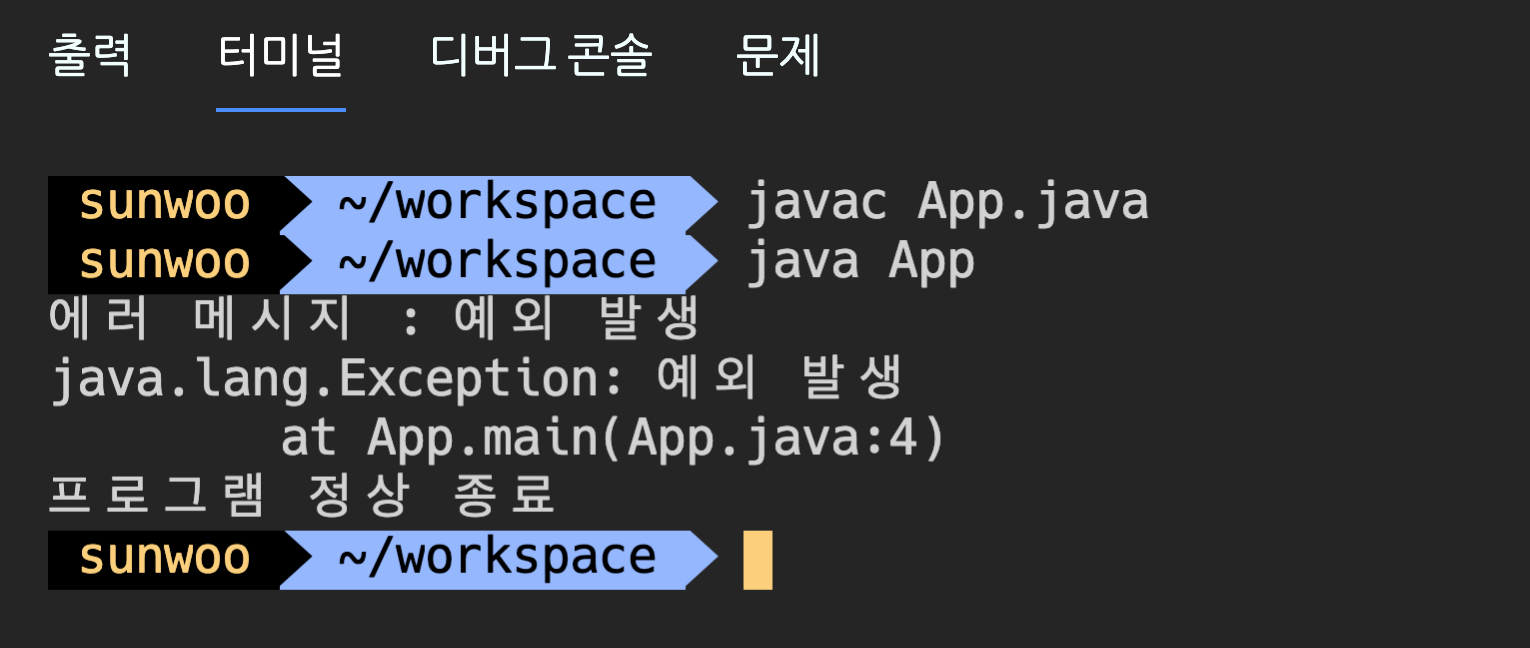 출력 터미널 디버그 콘솔 문제
sunwoo ~/workspace javac App.java
sunwoo ~/workspace java App
에러 메시지 : 예외 발생
java.lang.Exception: 예외 발생
at App.main(App.java:4)
프로그램 정상 종료
sunwoo ~/workspace